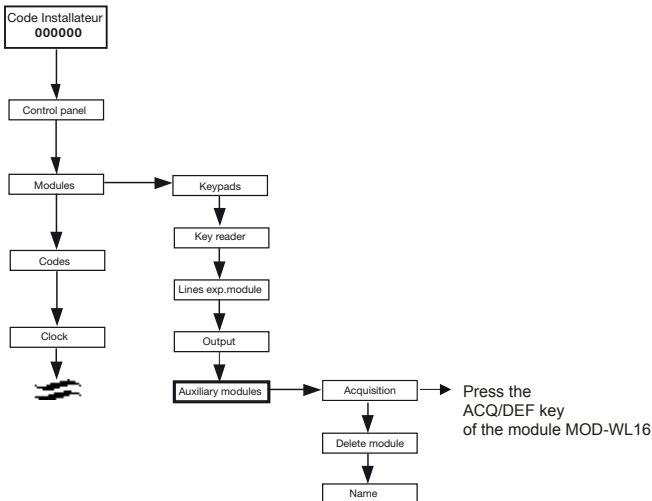 Code Installateur
000000
Control panel
Modules
Keypads
Key reader
Codes
Lines exp.module
Clock
Output
Auxiliary modules
Acquisition
Press the
ACQ/DEF key
of the module MOD-WL16
Delete module
Name